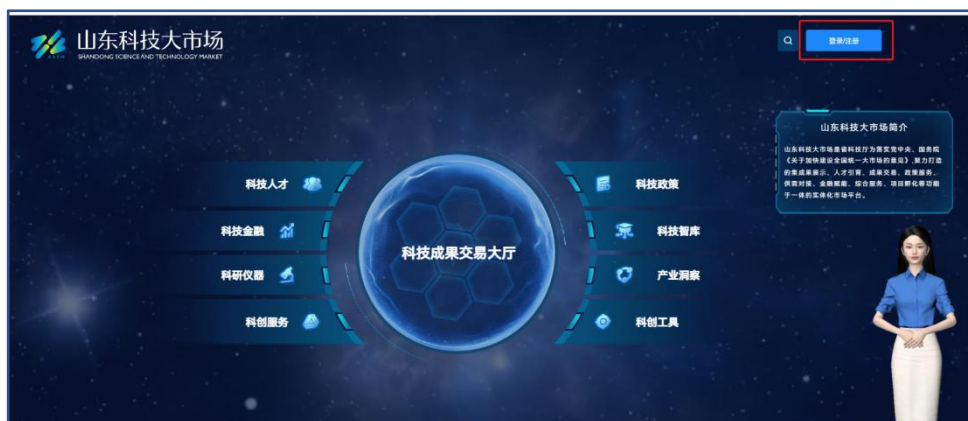 山东科技大市场
SHANDONG SCIENCE AND TECHNOLOGY MARKET
登录/注册
山东科技大市场简介
山东科技大市场是省科技厅为落实党中央、国务院
《关于加快建设全国统一大市场的意见》,聚力打造
的集成果展示、人才引育、成果交易、政策服务、
供需对接、金融赋能、综合服务、项目孵化等功能
于一体的实体化市场平台。
科技人才
科技金融
科研仪器
科创服务
科技成果交易大厅
科技政策
科技智库
产业洞察
科创工具